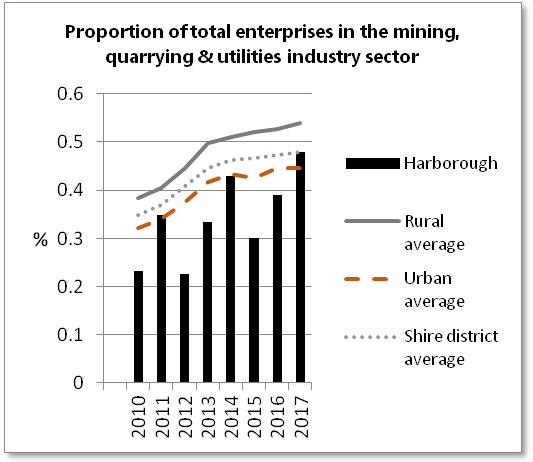 Proportion of total enterprises in the mining,
quarrying & utilities industry sector
0.6
0.5
0.4
0.3
0.2
0.1
0
%
2010
2011
2012
2013
2014
2015
2016
2017
Harborough
Rural
average
Urban
average
Shire district
average